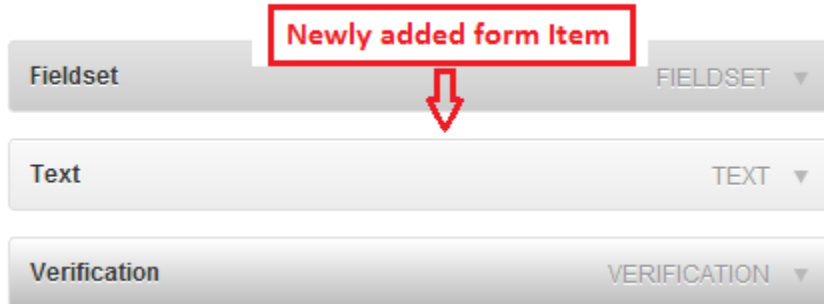 Newly added form Item
Fieldset FIELDSET ▼
Text TEXT ▼
Verification VERIFICATION ▼